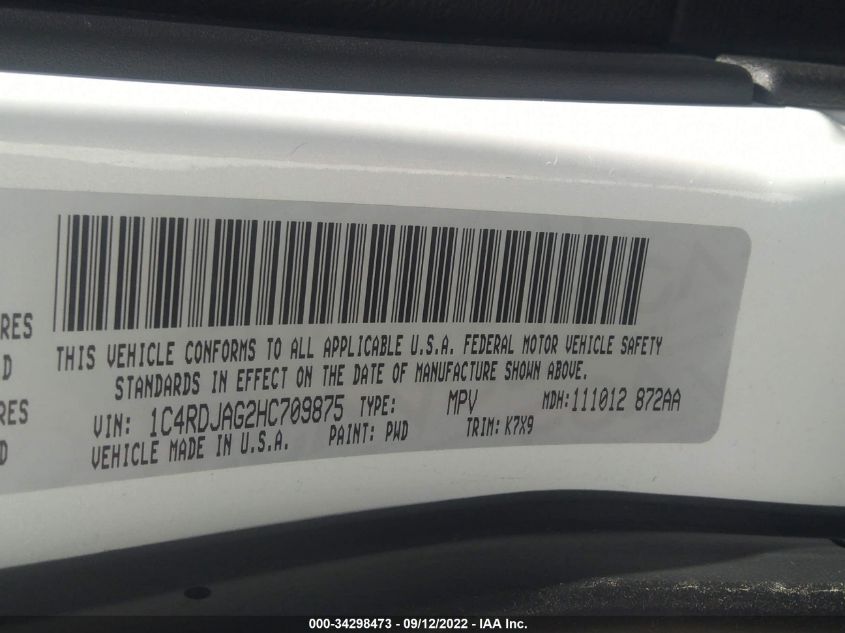 RES
D
RES
D
THIS VEHICLE CONFORMS TO ALL APPLICABLE U.S.A. FEDERAL MOTOR VEHICLE SAFETY
STANDARDS IN EFFECT ON THE DATE OF MANUFACTURE SHOWN ABOVE.
VIN: 1C4RDJAG2HC709875 TYPE: MPV MDH:111012 872AA
VEHICLE MADE IN U.S.A. PAINT: PWD TRIM: K7X9
000-34298473 - 09/12/2022 - IAA Inc.